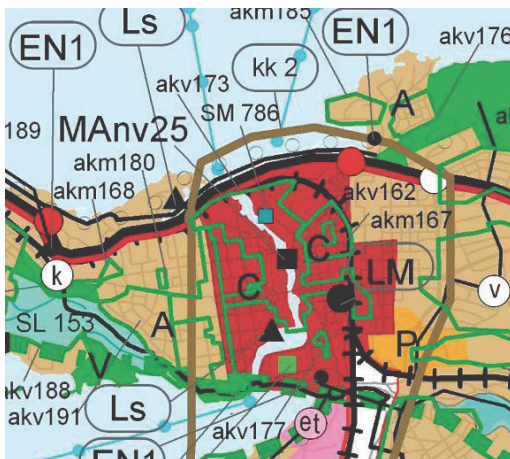 akm185
EN1
Ls
EN1
akv176
kk 2
akv173
A
SM 786
189
MAnv25
akm180
akm168
akv162
akm167
C
C
LM
k
v
SL 153
A
P
V
akv188
akv191
Ls
akv177
et
EN1